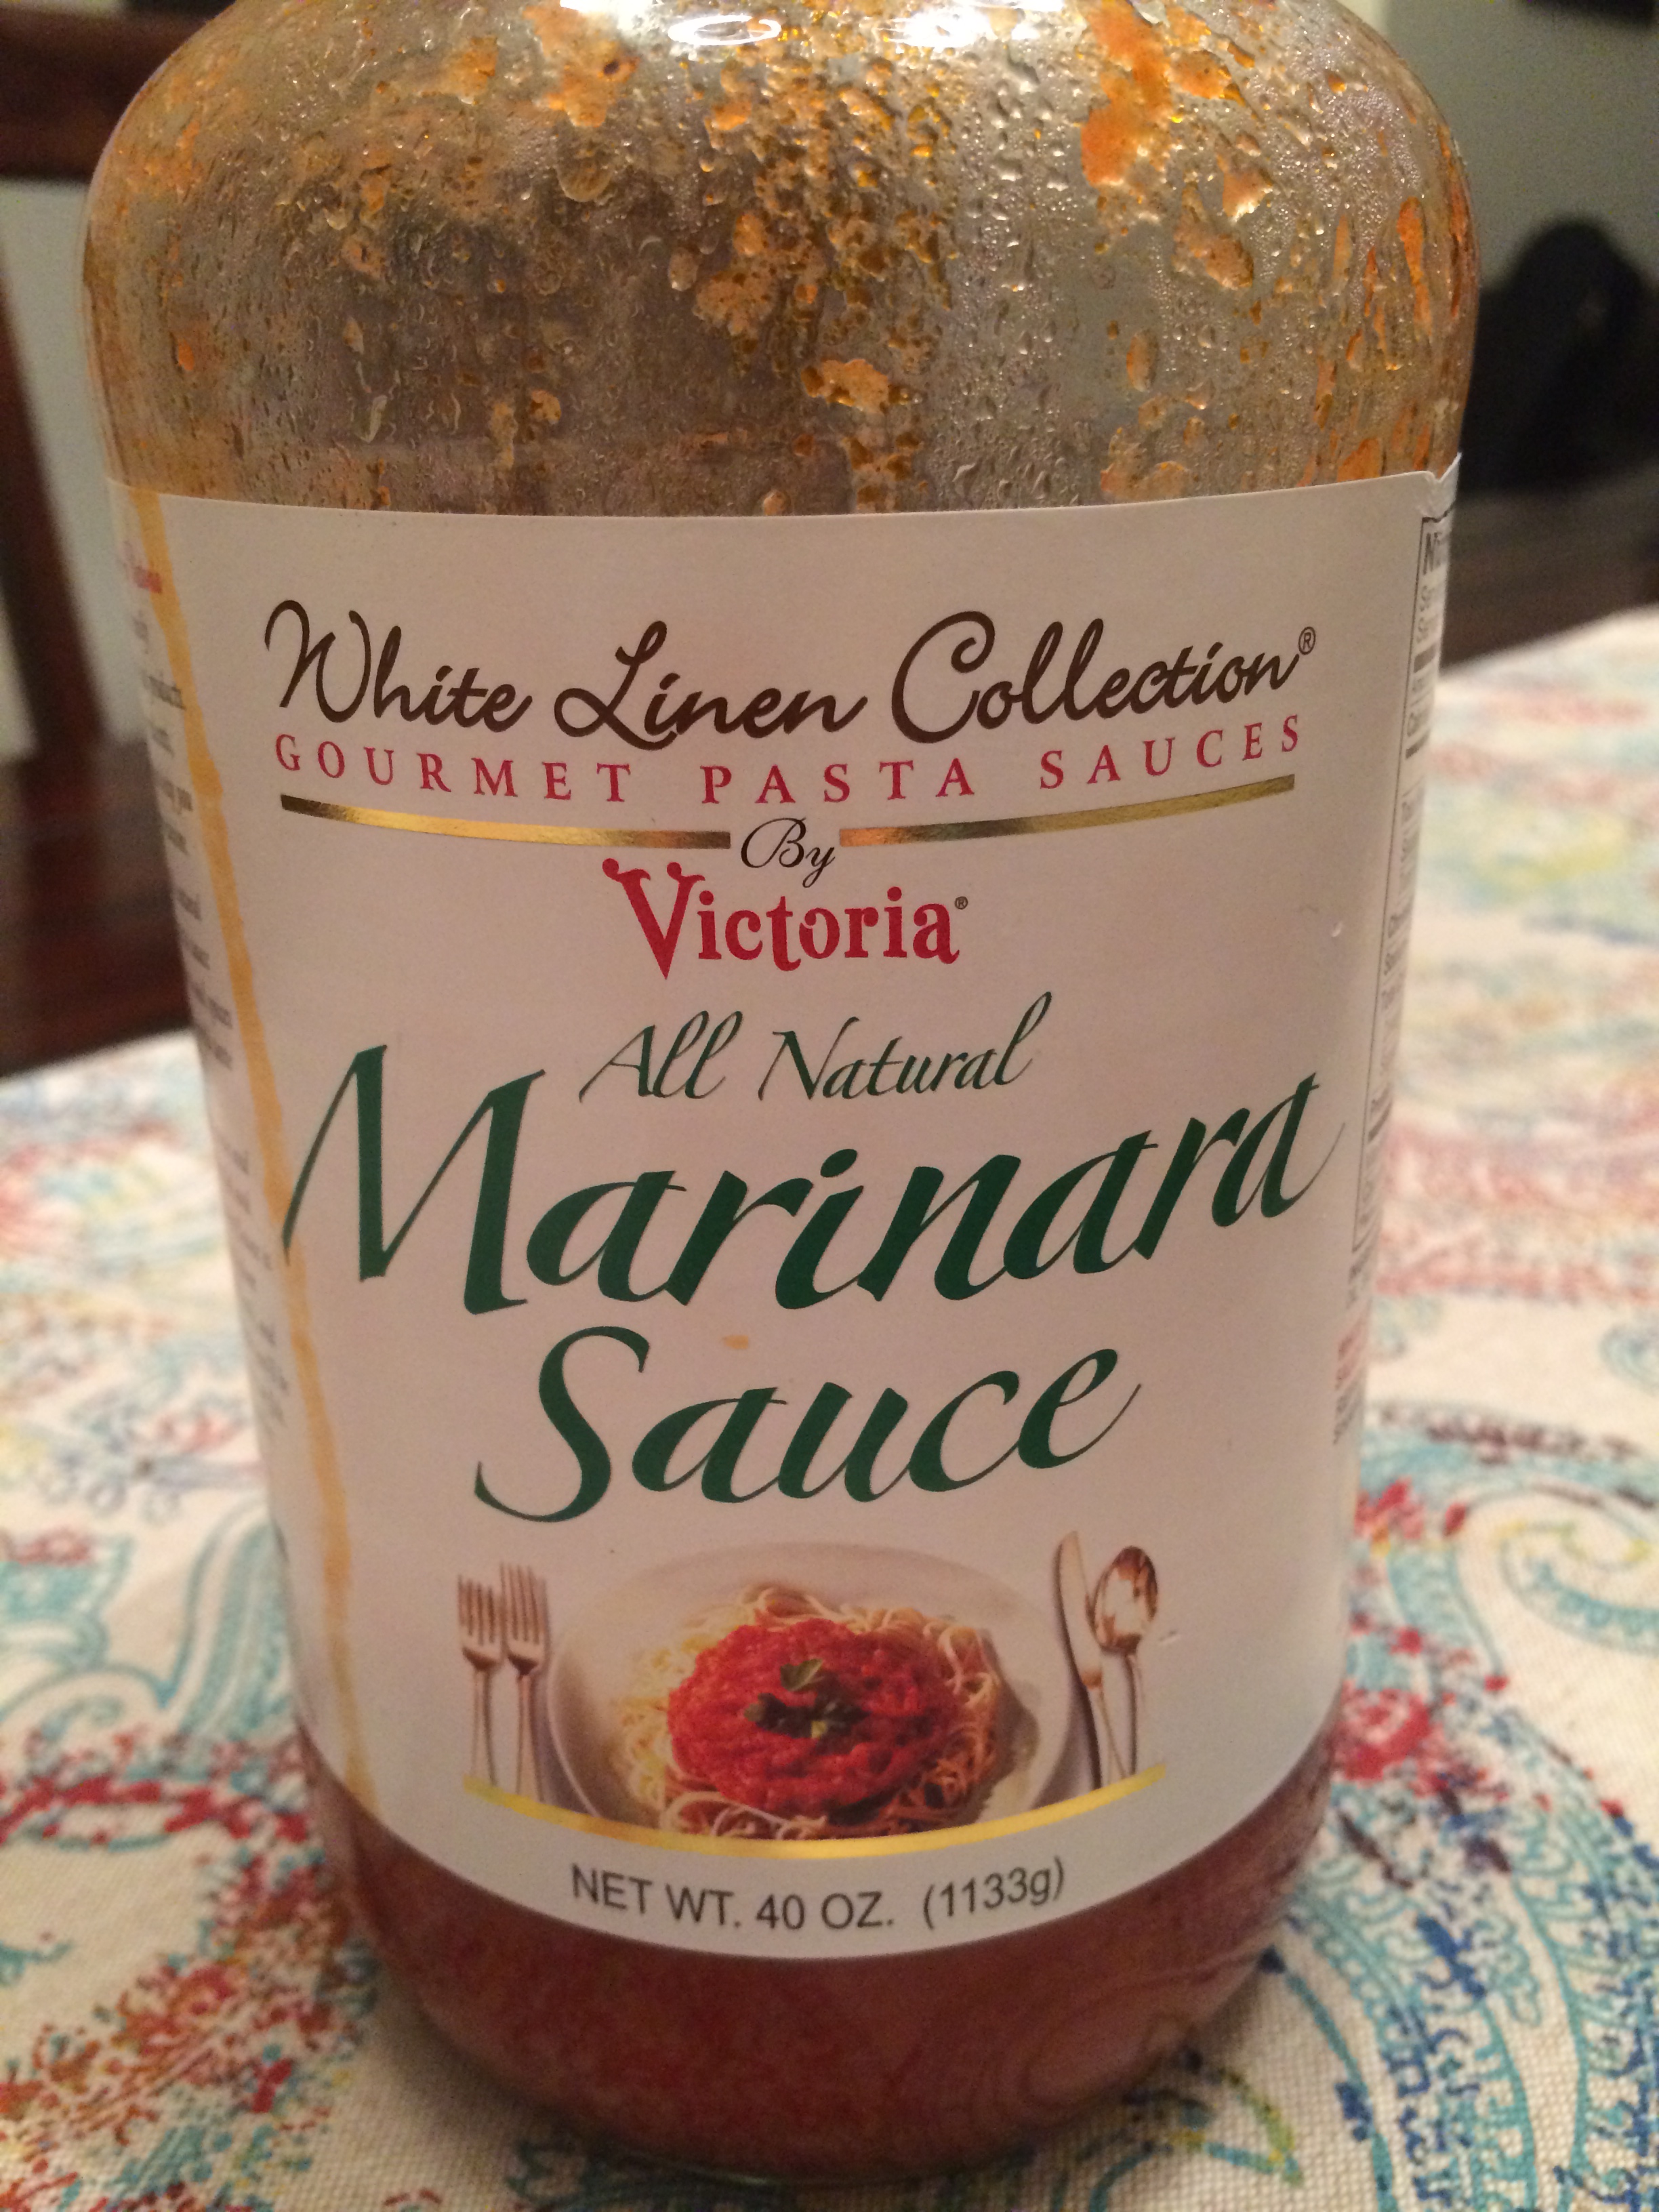 White Linen Collection®
GOURMET PASTA SAUCES
By
Victoria®
All Natural
Marinara
Sauce
NET WT. 40 OZ. (1133g)